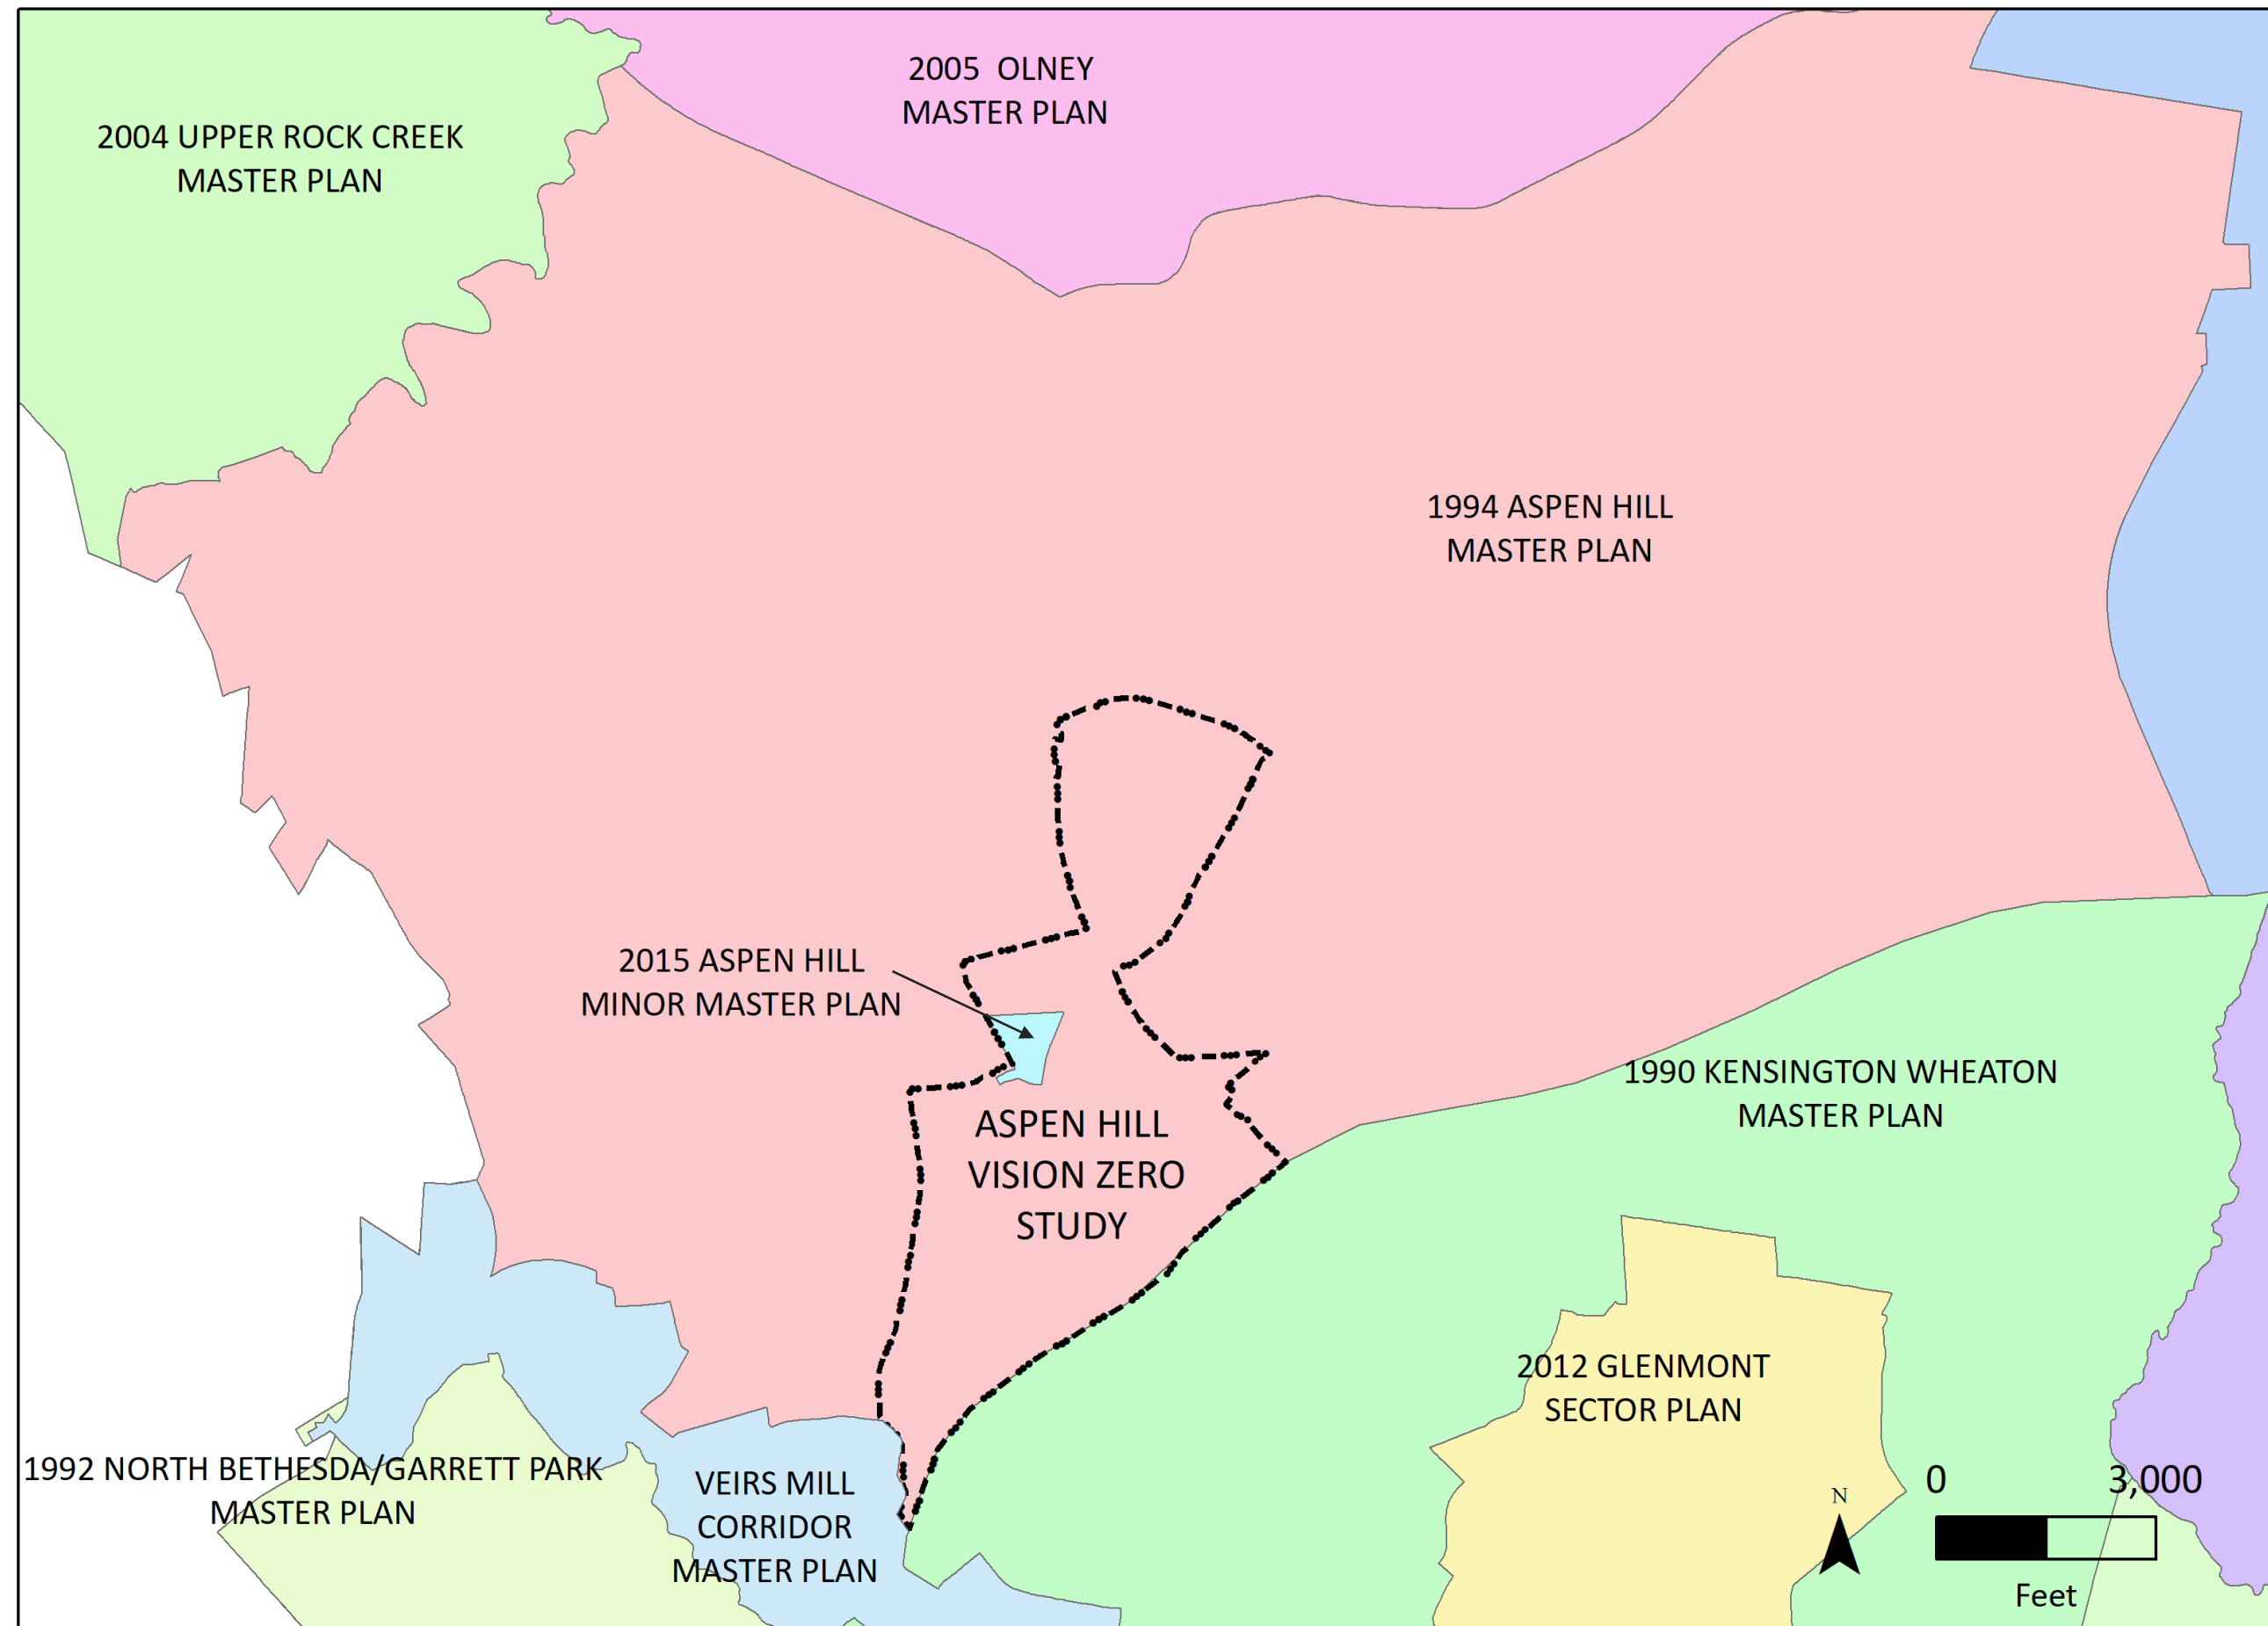 2005 OLNEY
MASTER PLAN
2004 UPPER ROCK CREEK
MASTER PLAN
1994 ASPEN HILL
MASTER PLAN
2015 ASPEN HILL
MINOR MASTER PLAN
1990 KENSINGTON WHEATON
MASTER PLAN
ASPEN HILL
VISION ZERO
STUDY
2012 GLENMONT
SECTOR PLAN
1992 NORTH BETHESDA/GARRETT PARK
MASTER PLAN
VEIRS MILL
CORRIDOR
MASTER PLAN
N
0 3,000
Feet